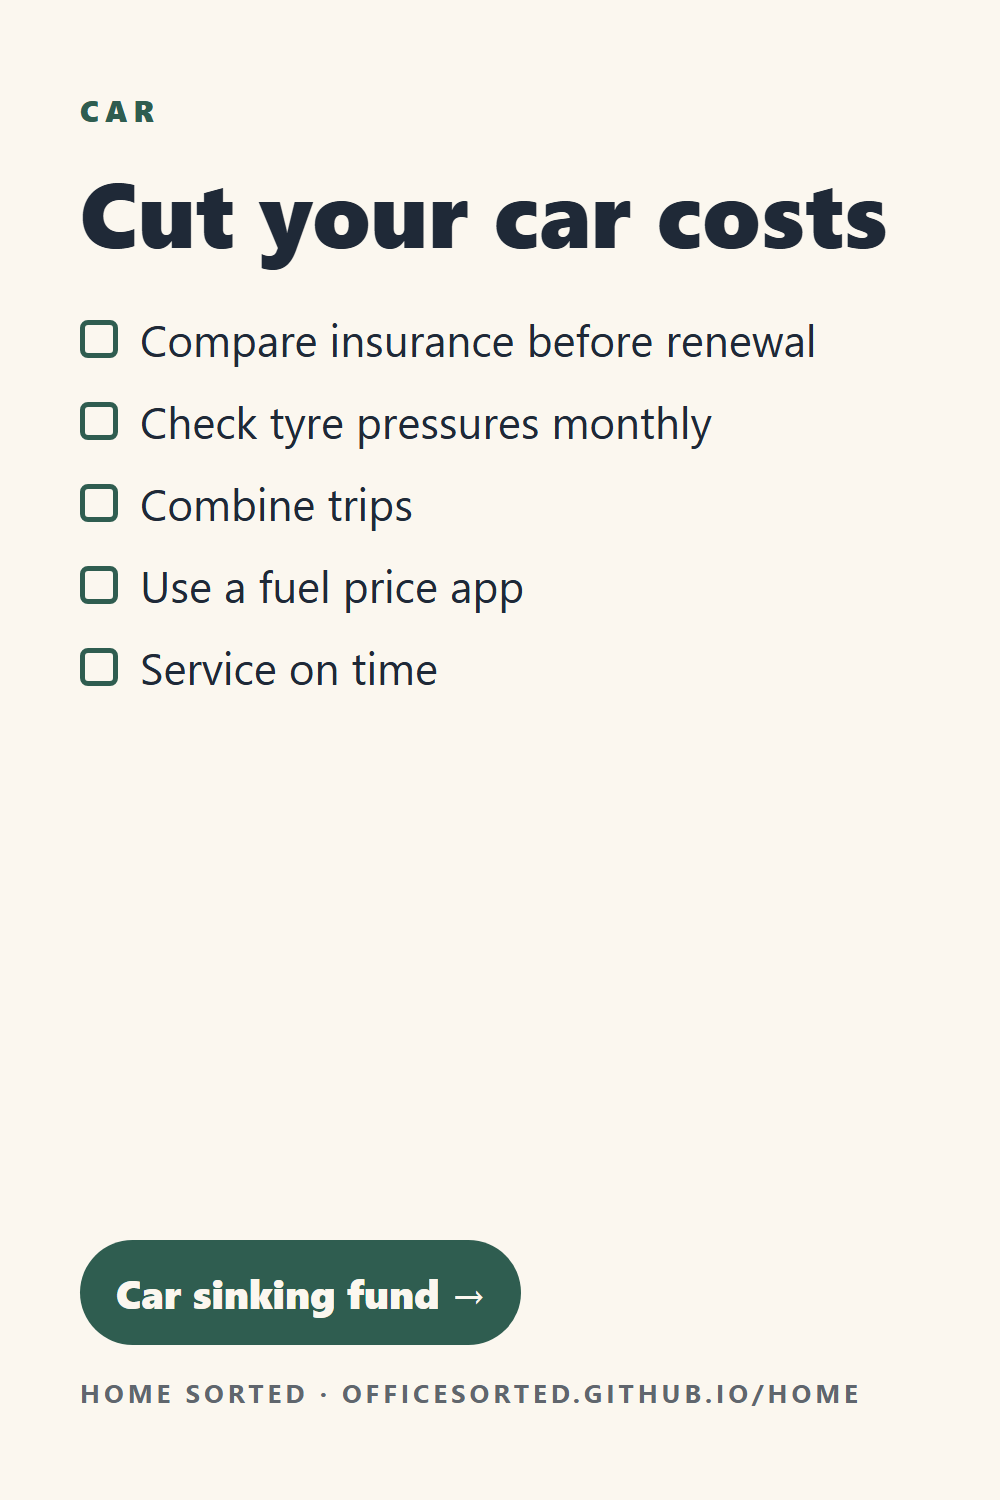 CAR
Cut your car costs
Compare insurance before renewal
Check tyre pressures monthly
Combine trips
Use a fuel price app
Service on time
Car sinking fund →
HOME SORTED · OFFICESORTED.GITHUB.IO/HOME